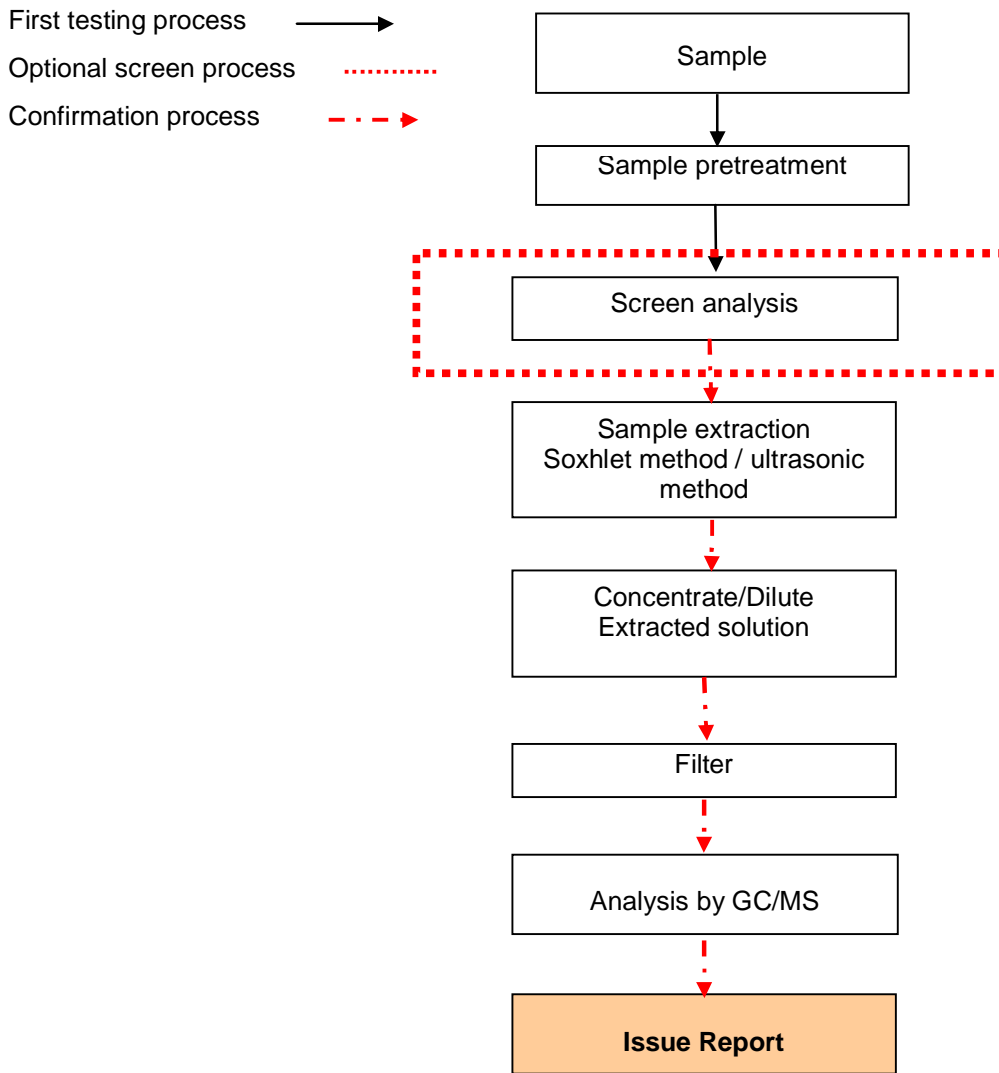 First testing process
Optional screen process
Confirmation process
Sample
Sample pretreatment
Screen analysis
Sample extraction
Soxhlet method / ultrasonic
method
Concentrate/Dilute
Extracted solution
Filter
Analysis by GC/MS
Issue Report